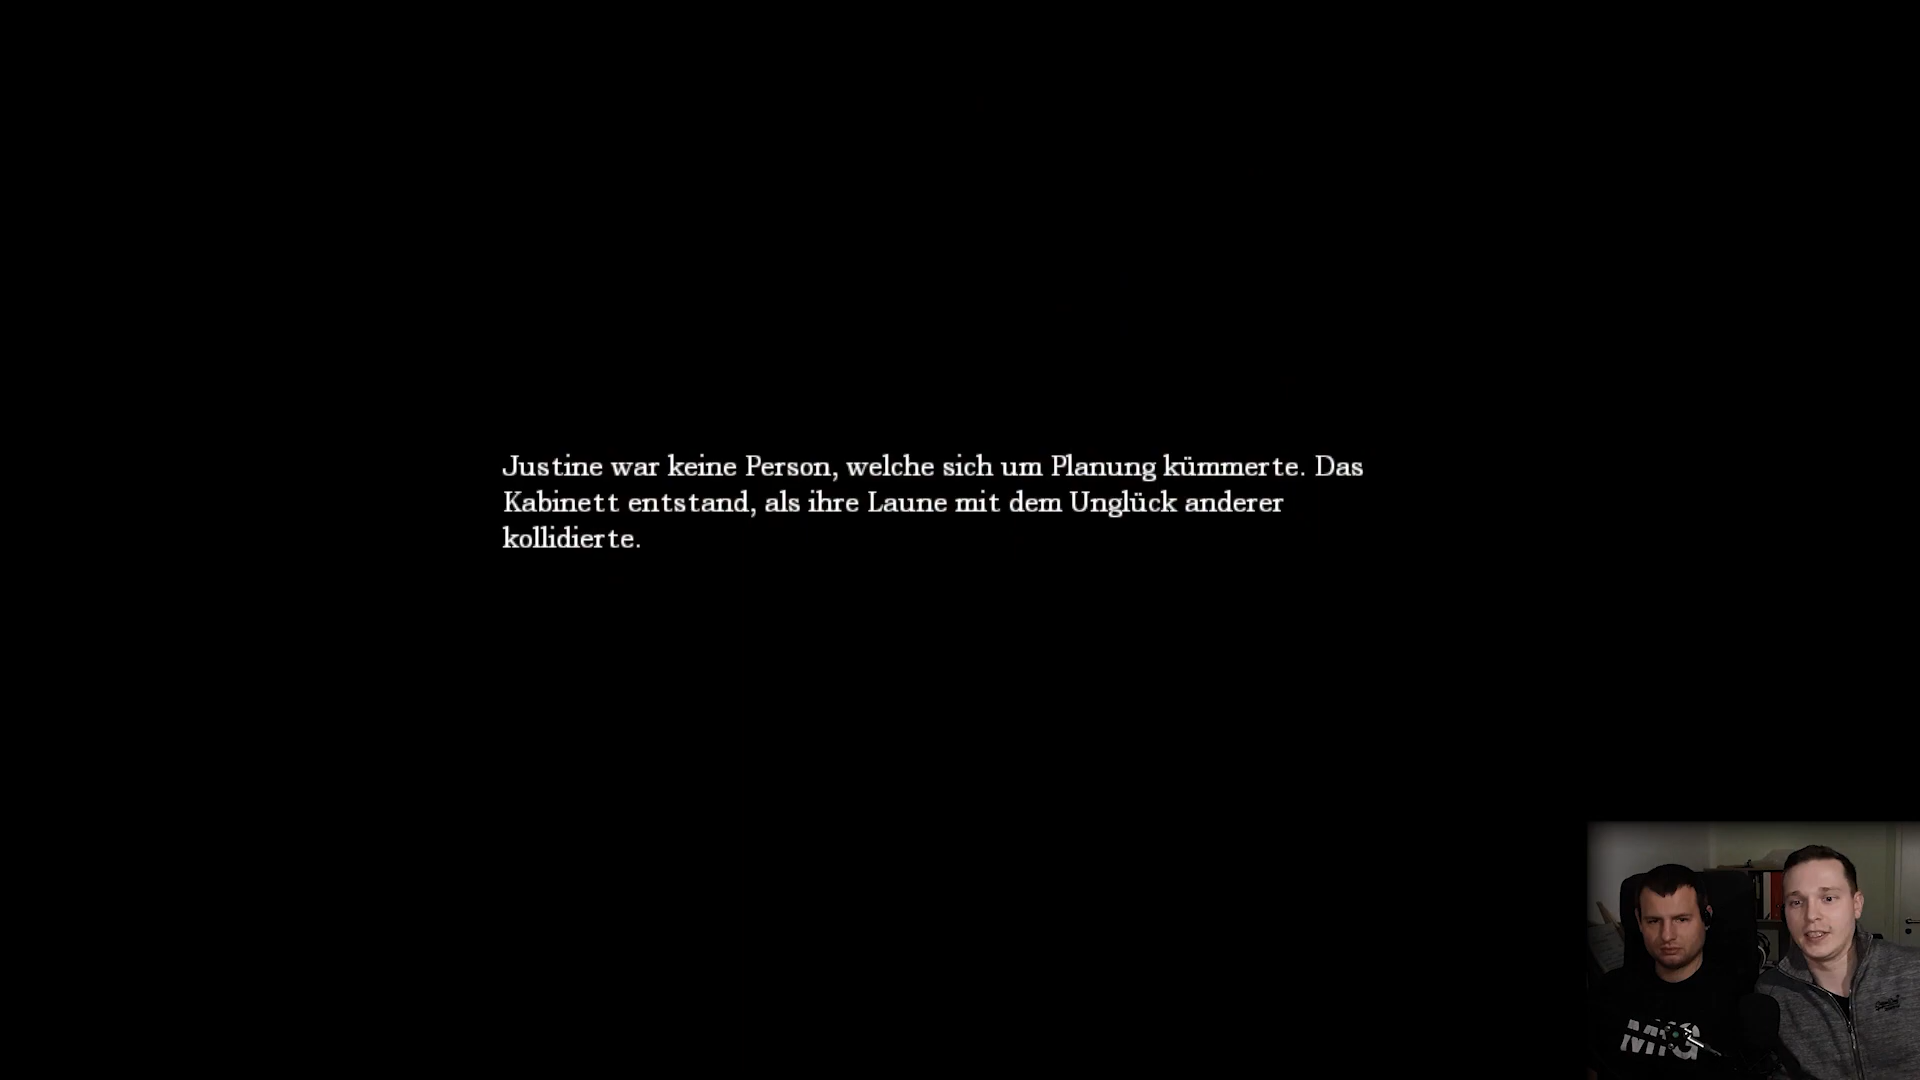 Justine war keine Person, welche sich um Planung kümmerte. Das
Kabinett entstand, als ihre Laune mit dem Unglück anderer
kollidierte.